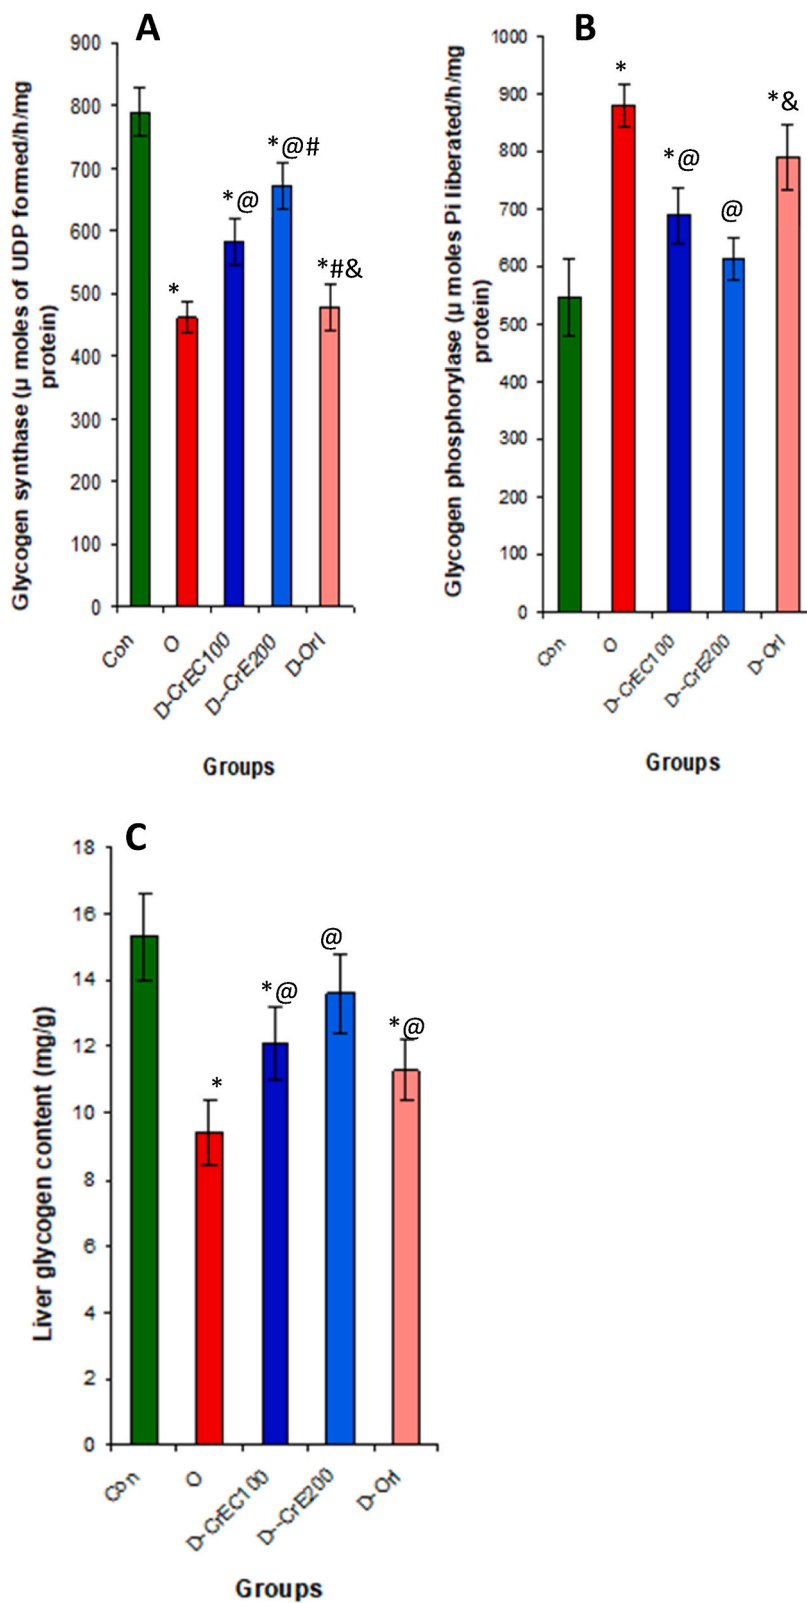 A
Glycogen synthase (µ moles of UDP formed/h/mg
protein)
900
800
700
600
500
400
300
200
100
0
*
*@
*@#
*#&
Con
O
D-CrEC100
D--CrE200
D-Orl
Groups
B
Glycogen phosphorylase (µ moles Pi liberated/h/mg
protein)
1000
900
800
700
600
500
400
300
200
100
0
*
*@
@
*&
Con
O
D-CrEC100
D--CrE200
D-Orl
Groups
C
Liver glycogen content (mg/g)
18
16
14
12
10
8
6
4
2
0
*
*@
@
*@
Con
O
D-CrEC100
D--CrE200
D-Orl
Groups